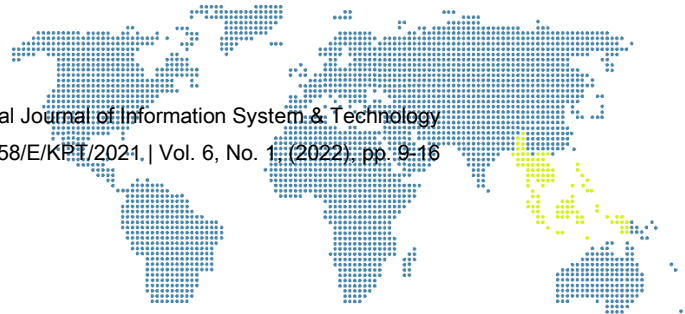 al Journal of Information System & Technology
58/E/KPT/2021 | Vol. 6, No. 1, (2022), pp. 9-16